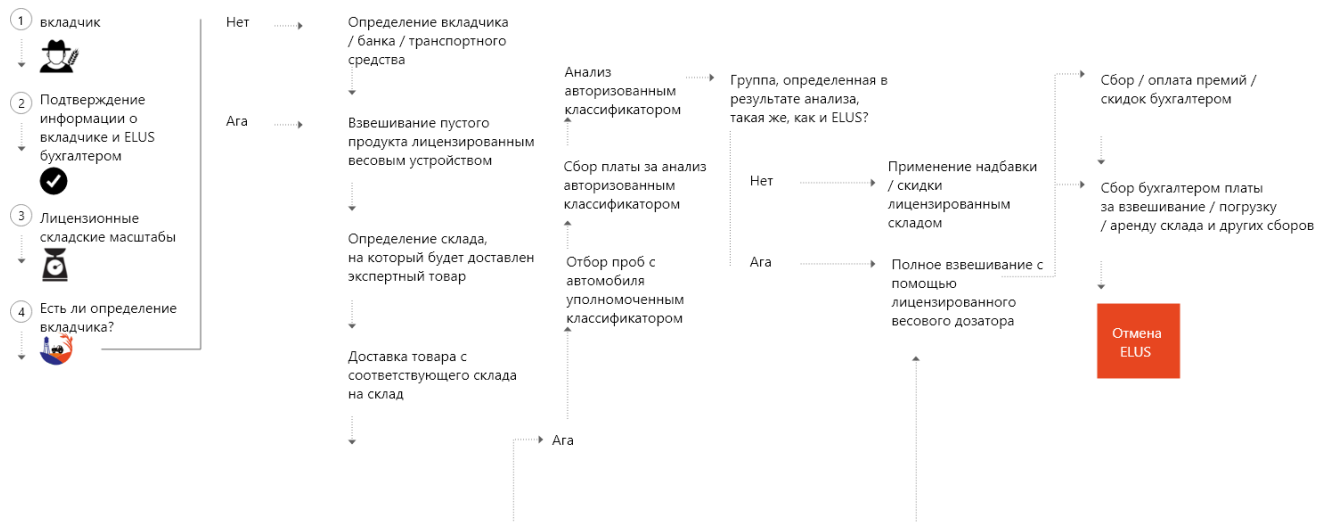 1 вкладчик
2 Подтверждение
информации о
вкладчике и ELUS
бухгалтером
3 Лицензионные
складские масштабы
4 Есть ли определение
вкладчика?
Нет
Ага
Определение вкладчика
/ банка / транспортного
средства
Взвешивание пустого
продукта лицензированным
весовым устройством
Определение склада,
на который будет доставлен
экспертный товар
Доставка товара с
соответствующего склада
на склад
Ага
Отбор проб с
автомобиля
уполномоченным
классификатором
Сбор платы за анализ
авторизованным
классификатором
Анализ
авторизованным
классификатором
Группа, определенная в
результате анализа,
такая же, как и ELUS?
Нет
Применение надбавки
/ скидки
лицензированным
складом
Ага
Полное взвешивание с
помощью
лицензированного
весового дозатора
Сбор / оплата премий /
скидок бухгалтером
Сбор бухгалтером платы
за взвешивание / погрузку
/ аренду склада и других сборов
Отмена
ELUS